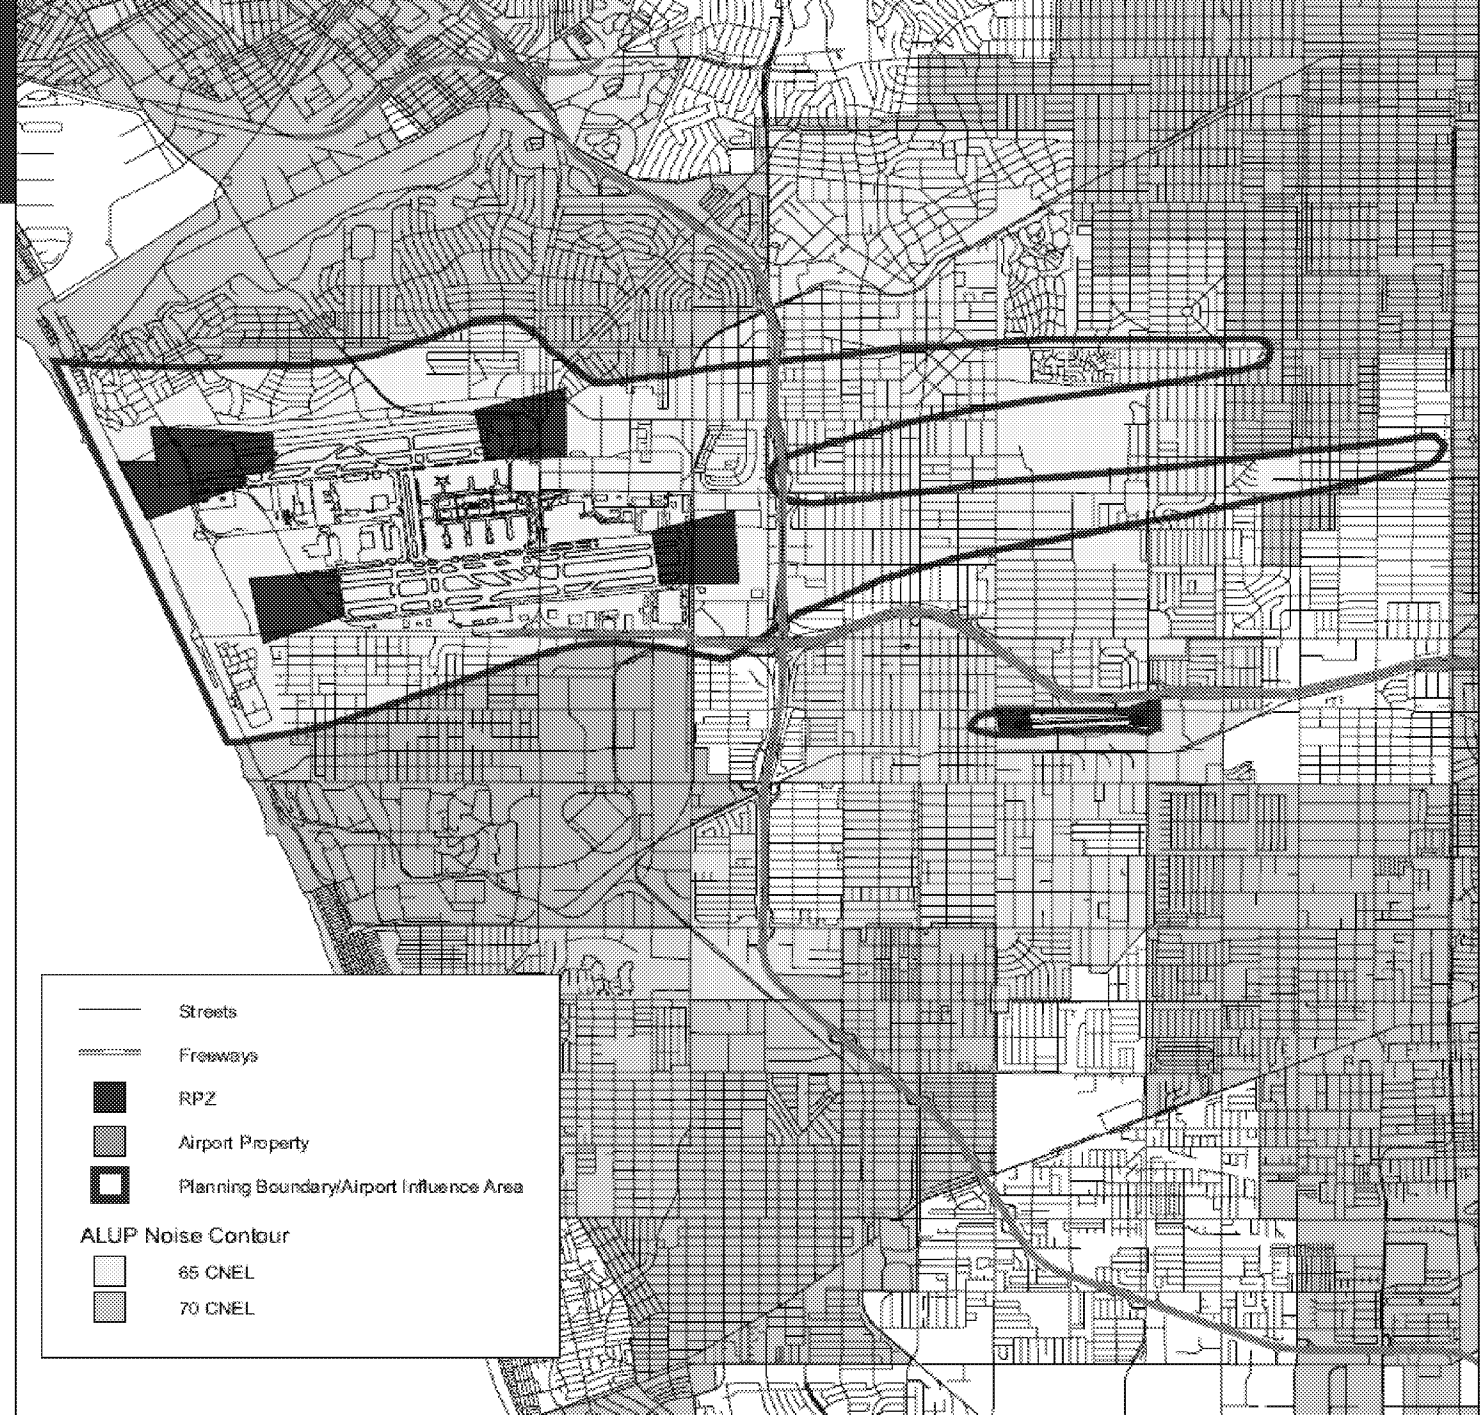 Streets
Freeways
RPZ
Airport Property
Planning Boundary/Airport Influence Area
ALUP Noise Contour
65 CNEL
70 CNEL